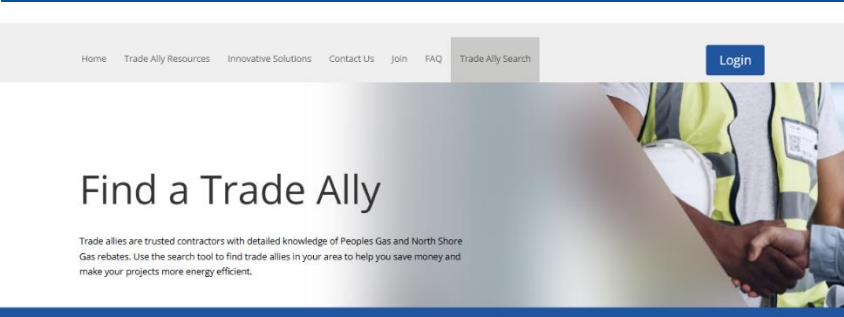 Home Trade Ally Resources Innovative Solutions Contact Us Join FAQ Trade Ally Search Login
Find a Trade Ally
Trade allies are trusted contractors with detailed knowledge of Peoples Gas and North Shore
Gas rebates. Use the search tool to find trade allies in your area to help you save money and
make your projects more energy efficient.